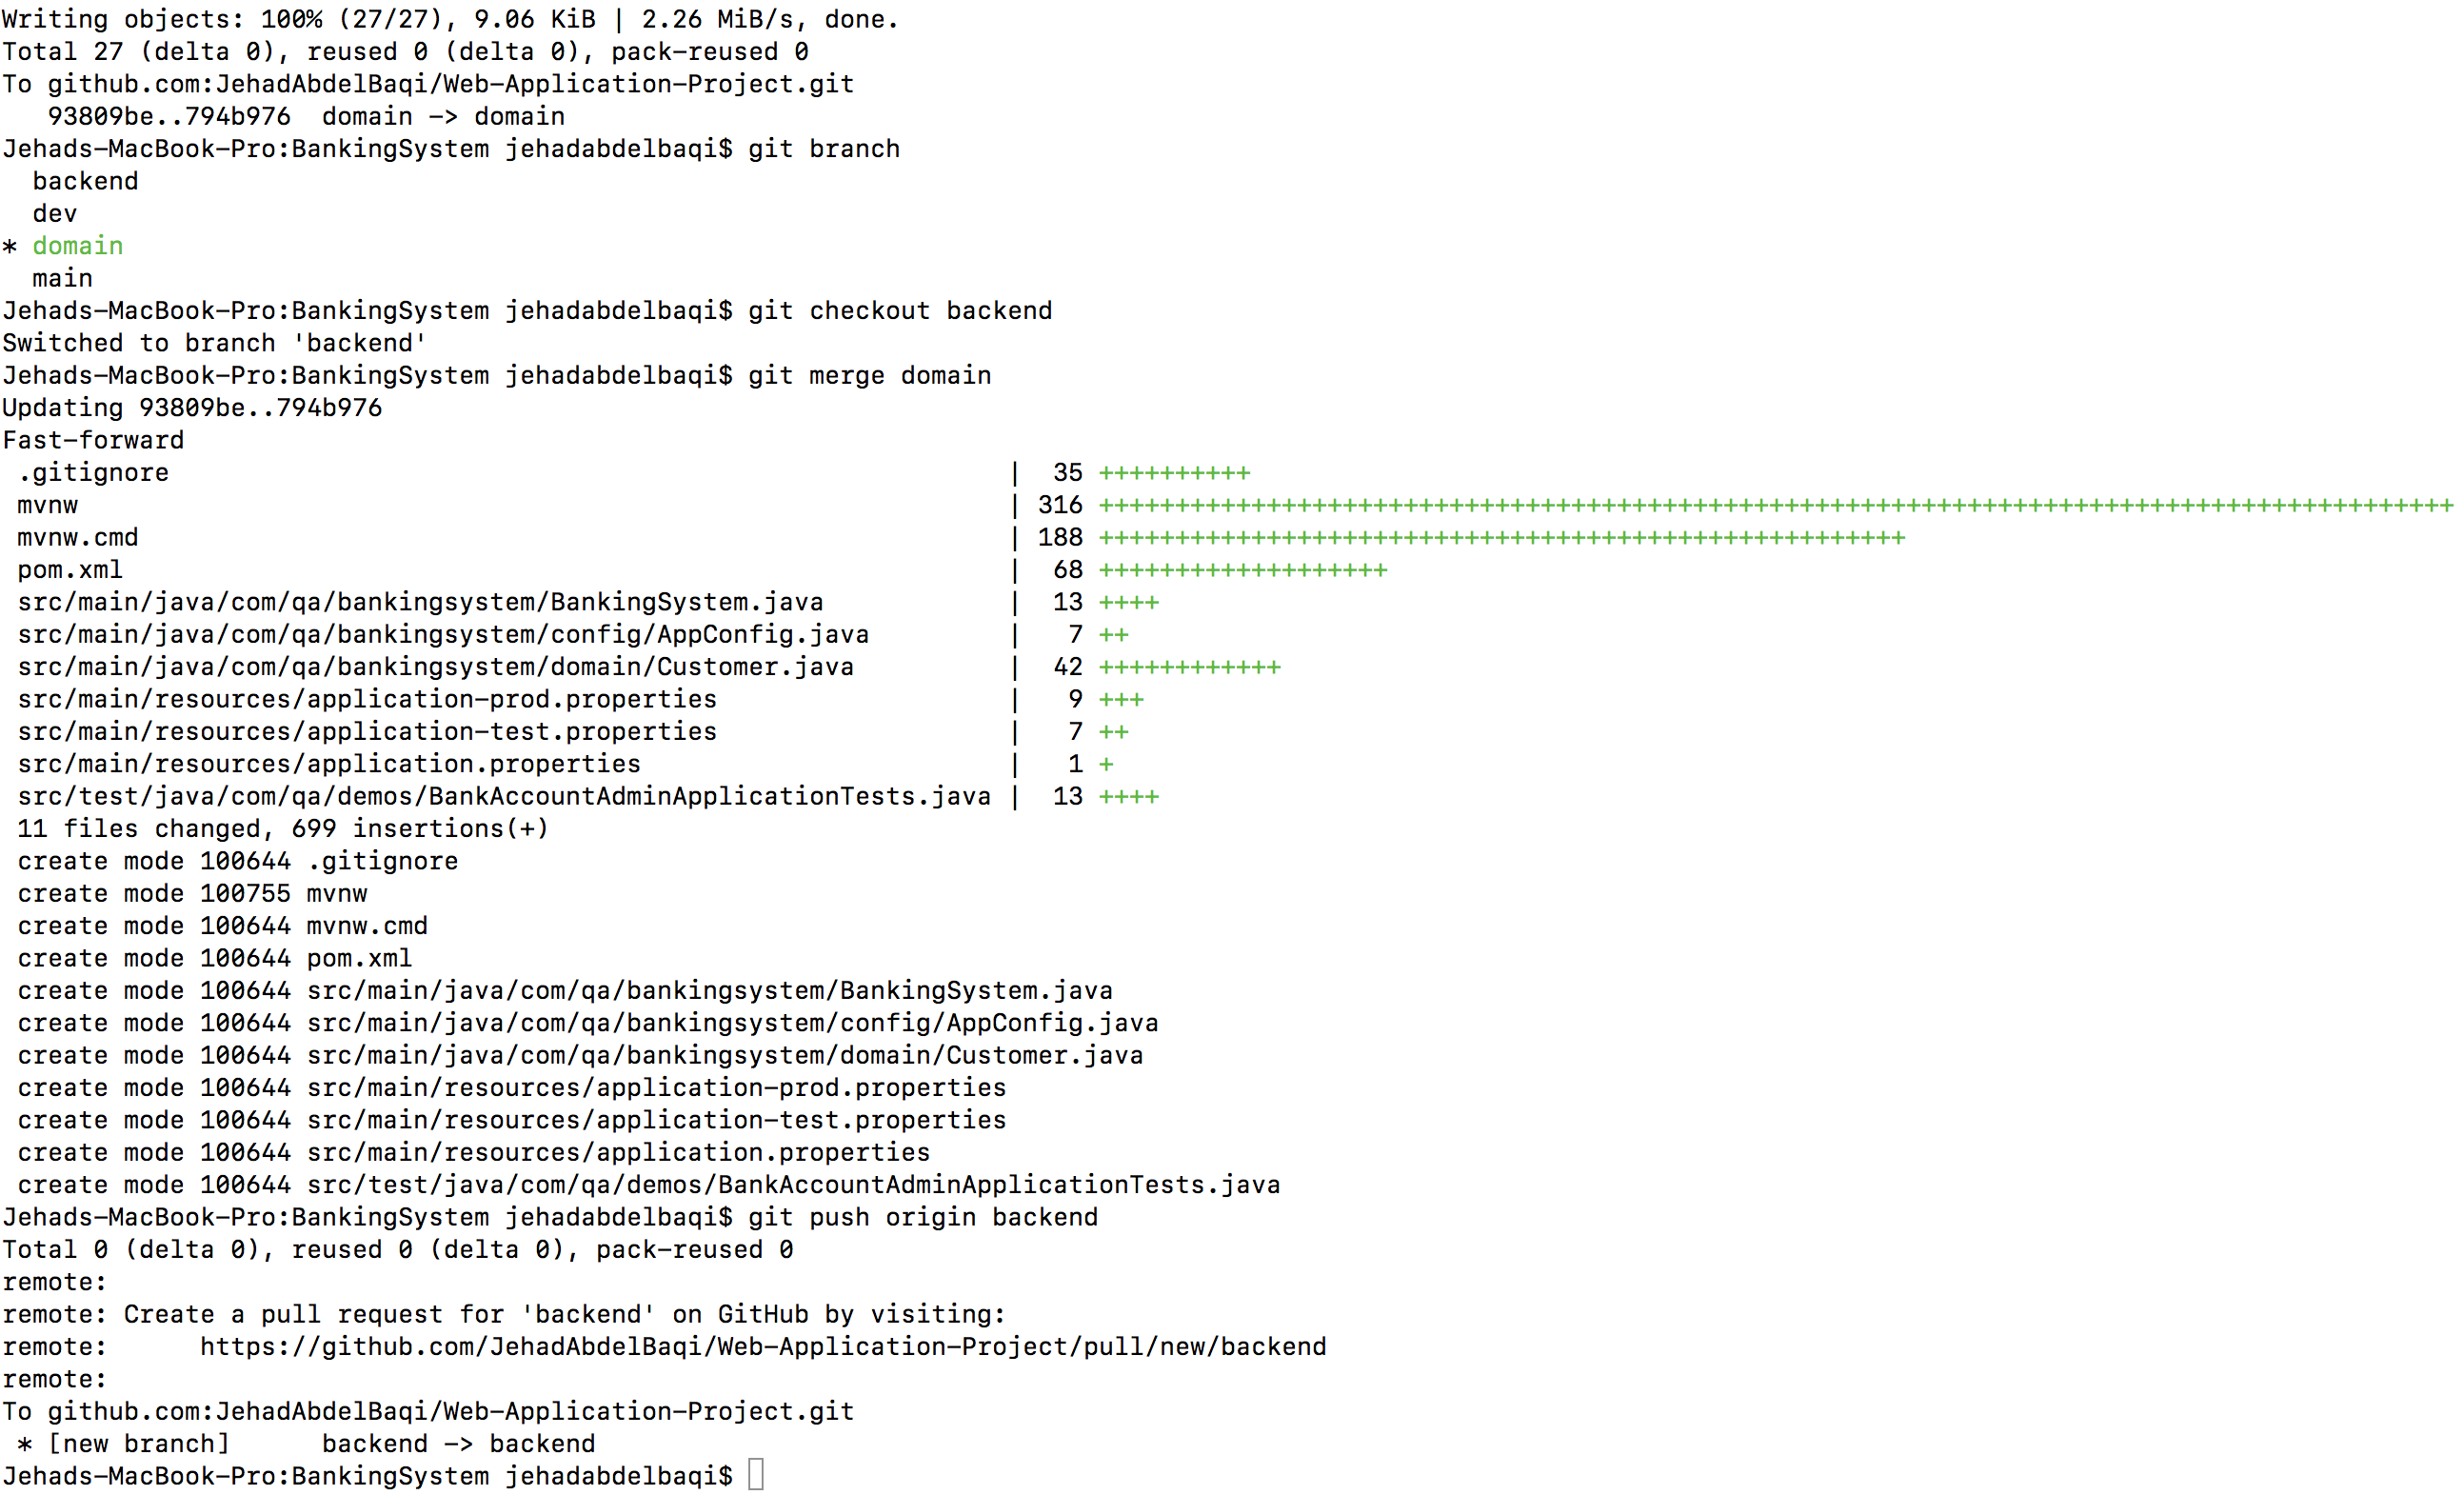 Writing objects: 100% (27/27), 9.06 KiB | 2.26 MiB/s, done.
Total 27 (delta 0), reused 0 (delta 0), pack-reused 0
To github.com:JehadAbdelBaqi/Web-Application-Project.git
   93809be..794b976  domain -> domain
Jehads-MacBook-Pro:BankingSystem jehadabdelbaqi$ git branch
  backend
  dev
* domain
  main
Jehads-MacBook-Pro:BankingSystem jehadabdelbaqi$ git checkout backend
Switched to branch 'backend'
Jehads-MacBook-Pro:BankingSystem jehadabdelbaqi$ git merge domain
Updating 93809be..794b976
Fast-forward
 .gitignore                                                       |  35 ++++++++++
 mvnw                                                             | 316 +++++++++++++++++++++++++++++++++++++++++++++++++++++++++++++++++++++++++++++++++++++++++
 mvnw.cmd                                                         | 188 +++++++++++++++++++++++++++++++++++++++++++++++++++++
 pom.xml                                                          |  68 +++++++++++++++++++
 src/main/java/com/qa/bankingsystem/BankingSystem.java            |  13 ++++
 src/main/java/com/qa/bankingsystem/config/AppConfig.java         |   7 ++
 src/main/java/com/qa/bankingsystem/domain/Customer.java          |  42 ++++++++++++
 src/main/resources/application-prod.properties                   |   9 +++
 src/main/resources/application-test.properties                   |   7 ++
 src/main/resources/application.properties                        |   1 +
 src/test/java/com/qa/demos/BankAccountAdminApplicationTests.java |  13 ++++
 11 files changed, 699 insertions(+)
 create mode 100644 .gitignore
 create mode 100755 mvnw
 create mode 100644 mvnw.cmd
 create mode 100644 pom.xml
 create mode 100644 src/main/java/com/qa/bankingsystem/BankingSystem.java
 create mode 100644 src/main/java/com/qa/bankingsystem/config/AppConfig.java
 create mode 100644 src/main/java/com/qa/bankingsystem/domain/Customer.java
 create mode 100644 src/main/resources/application-prod.properties
 create mode 100644 src/main/resources/application-test.properties
 create mode 100644 src/main/resources/application.properties
 create mode 100644 src/test/java/com/qa/demos/BankAccountAdminApplicationTests.java
Jehads-MacBook-Pro:BankingSystem jehadabdelbaqi$ git push origin backend
Total 0 (delta 0), reused 0 (delta 0), pack-reused 0
remote:
remote: Create a pull request for 'backend' on GitHub by visiting:
remote:      https://github.com/JehadAbdelBaqi/Web-Application-Project/pull/new/backend
remote:
To github.com:JehadAbdelBaqi/Web-Application-Project.git
 * [new branch]      backend -> backend
Jehads-MacBook-Pro:BankingSystem jehadabdelbaqi$